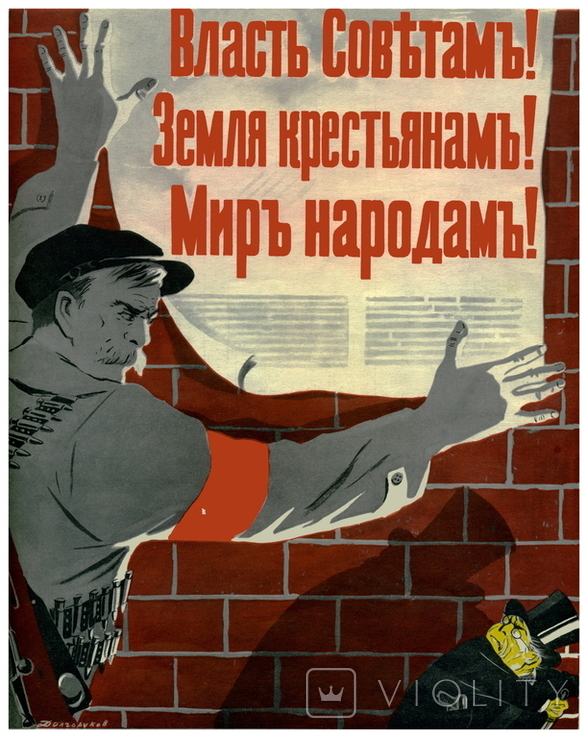 Власть Совѣтамъ!
Земля крестьянамъ!
Миръ народамъ!
Долгоруков
VIOLITY